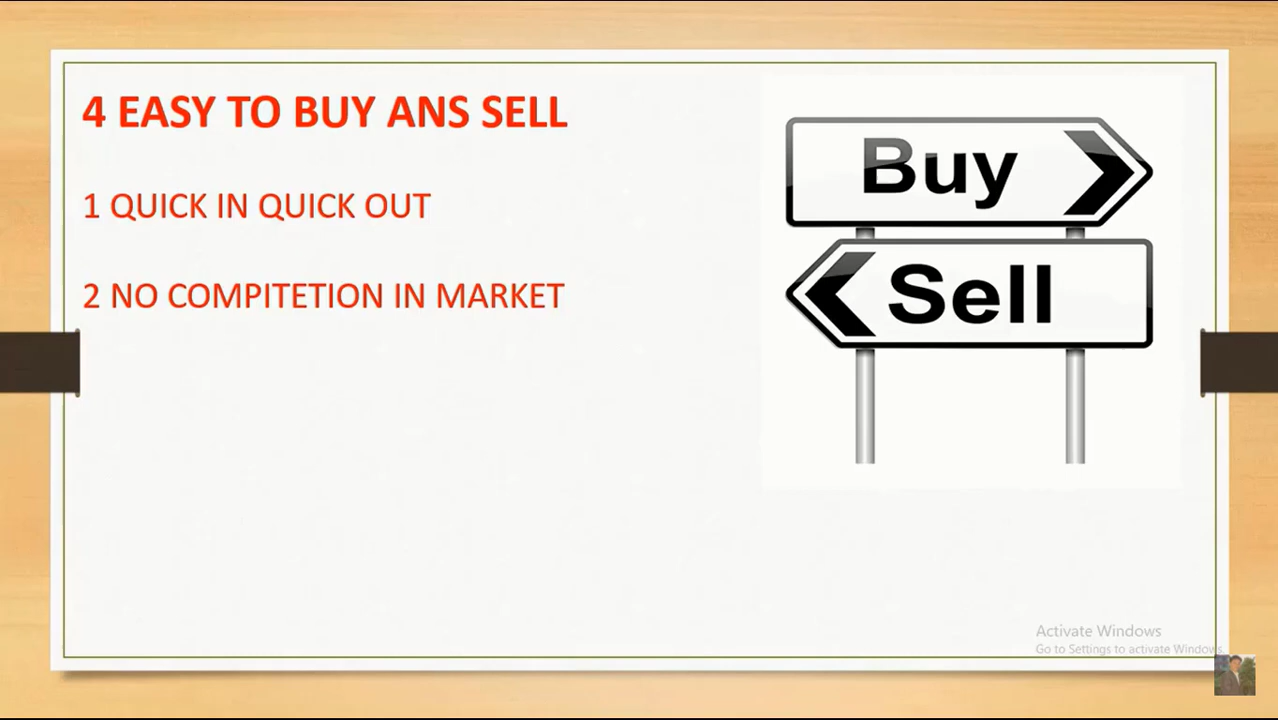 4 EASY TO BUY ANS SELL
1 QUICK IN QUICK OUT
2 NO COMPITETION IN MARKET
Buy
Sell
Activate Windows
Go to Settings to activate Windows.